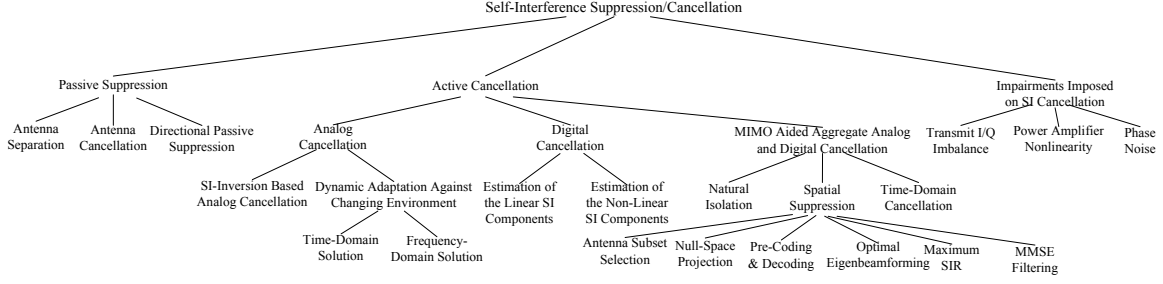 Self-Interference Suppression/Cancellation
Passive Suppression
Active Cancellation
Impairments Imposed
on SI Cancellation
Antenna
Separation
Antenna
Cancellation
Directional Passive
Suppression
Analog
Cancellation
Digital
Cancellation
MIMO Aided Aggregate Analog
and Digital Cancellation
Transmit I/Q
Imbalance
Power Amplifier
Nonlinearity
Phase
Noise
SI-Inversion Based
Analog Cancellation
Dynamic Adaptation Against
Changing Environment
Estimation of
the Linear SI
Components
Estimation of
the Non-Linear
SI Components
Natural
Isolation
Spatial
Suppression
Time-Domain
Cancellation
Time-Domain
Solution
Frequency-
Domain Solution
Antenna Subset
Selection
Null-Space
Projection
Pre-Coding
& Decoding
Optimal
Eigenbeamforming
Maximum
SIR
MMSE
Filtering